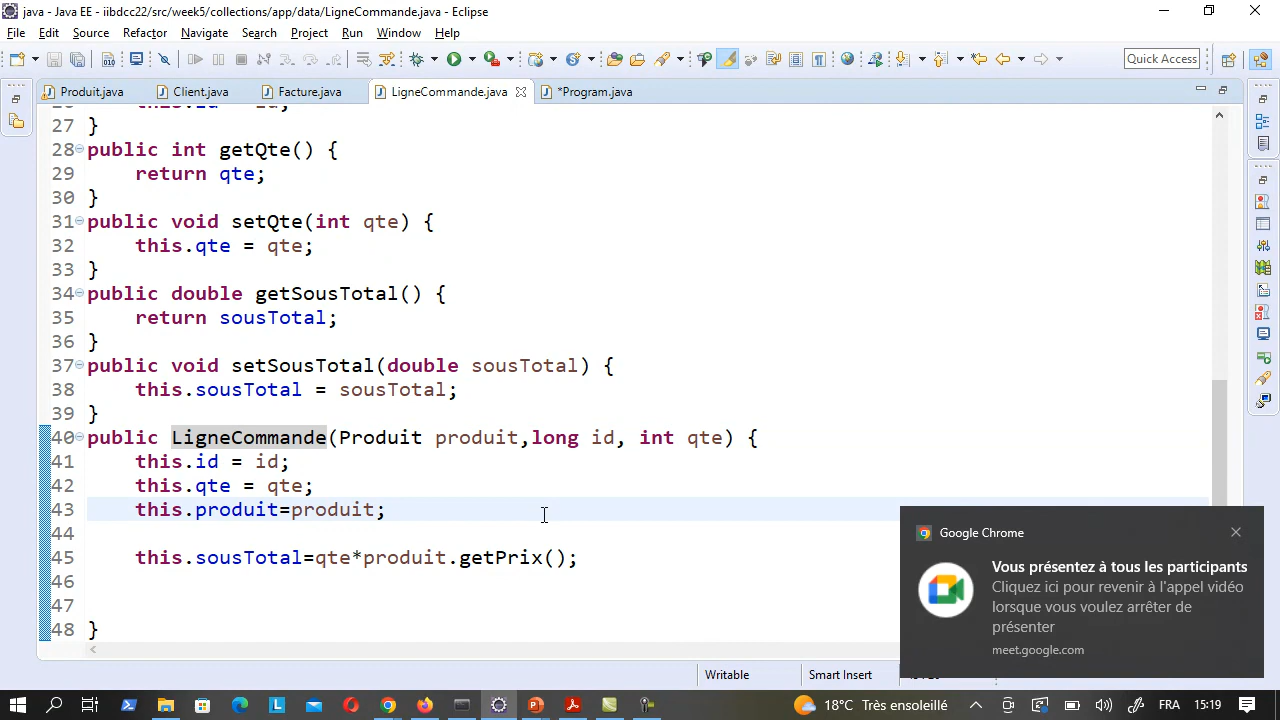 java - Java EE - iibdcc22/src/week5/collections/app/data/LigneCommande.java - Eclipse
File Edit Source Refactor Navigate Search Project Run Window Help
Quick Access
Produit.java Client.java Facture.java LigneCommande.java *Program.java
27 }
28 public int getQte() {
29 return qte;
30 }
31 public void setQte(int qte) {
32 this.qte = qte;
33 }
34 public double getSousTotal() {
35 return sousTotal;
36 }
37 public void setSousTotal(double sousTotal) {
38 this.sousTotal = sousTotal;
39 }
40 public LigneCommande(Produit produit,long id, int qte) {
41 this.id = id;
42 this.qte = qte;
43 this.produit=produit;
44
45 this.sousTotal=qte*produit.getPrix();
46
47
48 }
Google Chrome
Vous présentez à tous les participants
Cliquez ici pour revenir à l'appel vidéo
lorsque vous voulez arrêter de
présenter
meet.google.com
Writable Smart Insert
18°C Très ensoleillé FRA 15:19